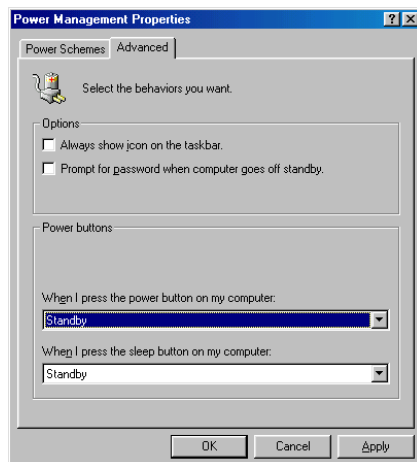 Power Management Properties
Power Schemes Advanced
Select the behaviors you want.
Options
Always show icon on the taskbar.
Prompt for password when computer goes off standby.
Power buttons
When I press the power button on my computer:
Standby
When I press the sleep button on my computer:
Standby
OK Cancel Apply